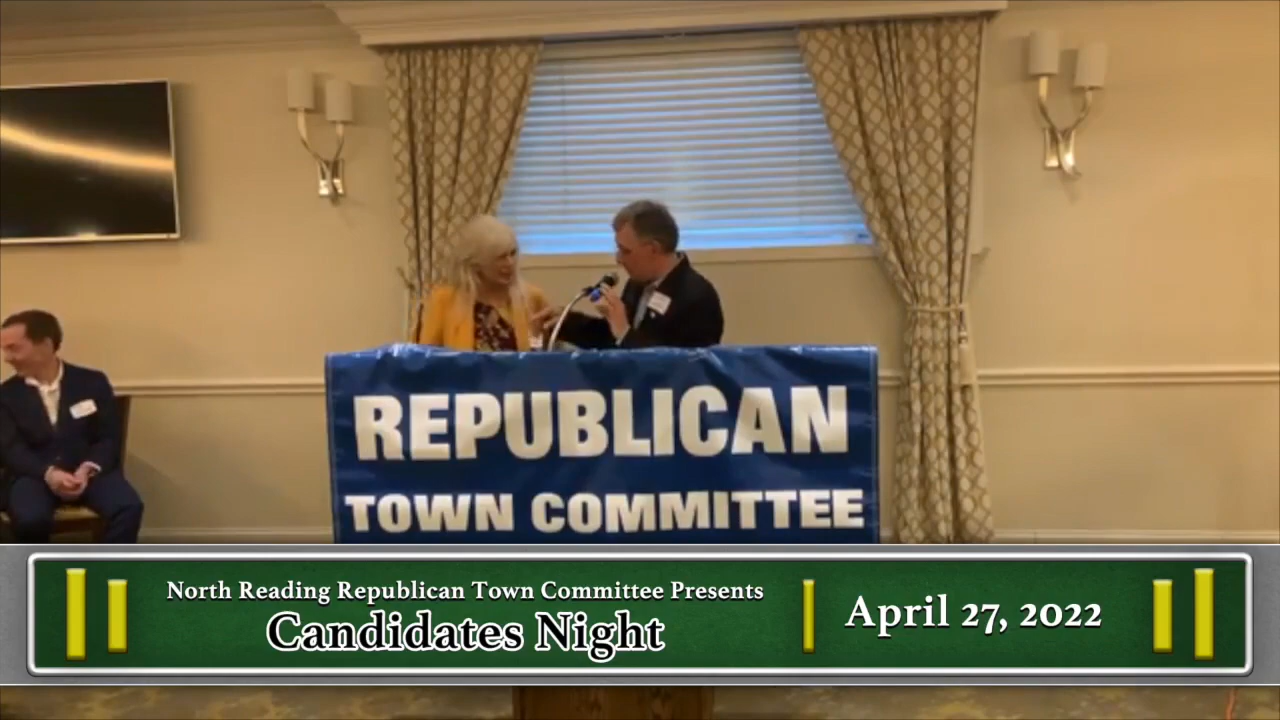 REPUBLICAN
TOWN COMMITTEE
North Reading Republican Town Committee Presents
Candidates Night
April 27, 2022